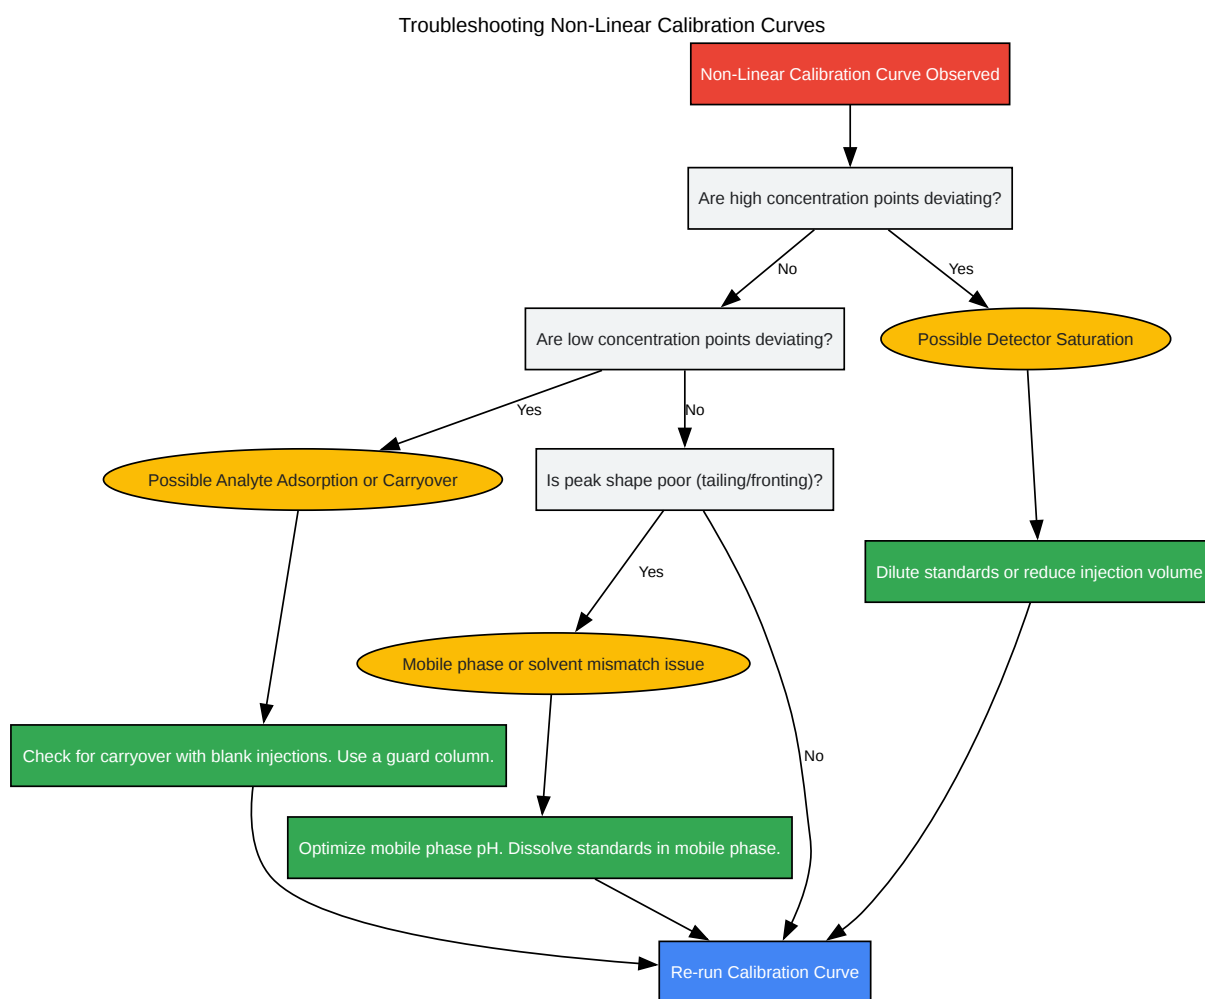 Troubleshooting Non-Linear Calibration Curves
Non-Linear Calibration Curve Observed
Are high concentration points deviating?
No
Yes
Are low concentration points deviating?
Possible Detector Saturation
Yes
No
Possible Analyte Adsorption or Carryover
Is peak shape poor (tailing/fronting)?
Yes
Dilute standards or reduce injection volume
Mobile phase or solvent mismatch issue
Check for carryover with blank injections. Use a guard column.
No
Optimize mobile phase pH. Dissolve standards in mobile phase.
Re-run Calibration Curve